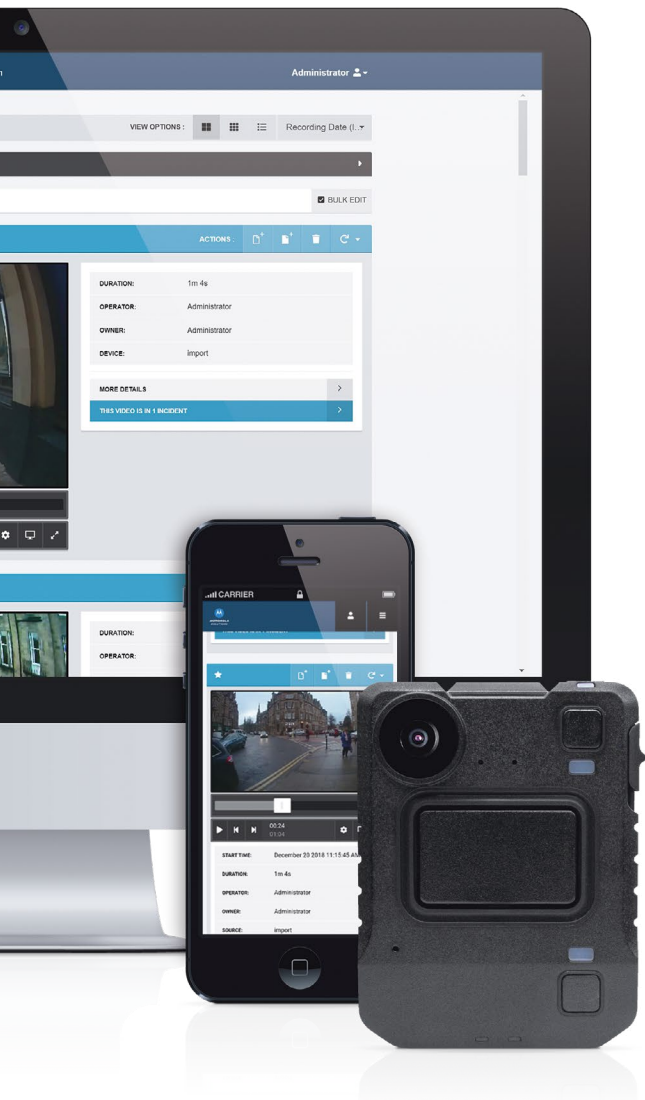 Administrator
VIEW OPTIONS :
Recording Date (I..
BULK EDIT
ACTIONS :
DURATION: 1m 4s
OPERATOR: Administrator
OWNER: Administrator
DEVICE: import
MORE DETAILS
THIS VIDEO IS IN 1 INCIDENT
DURATION:
OPERATOR:
CARRIER
MOTOROLA
SOLUTIONS
00:24
01:04
START TIME: December 20 2018 11:15:45 AM
DURATION: 1m 4s
OPERATOR: Administrator
OWNER: Administrator
SOURCE: import